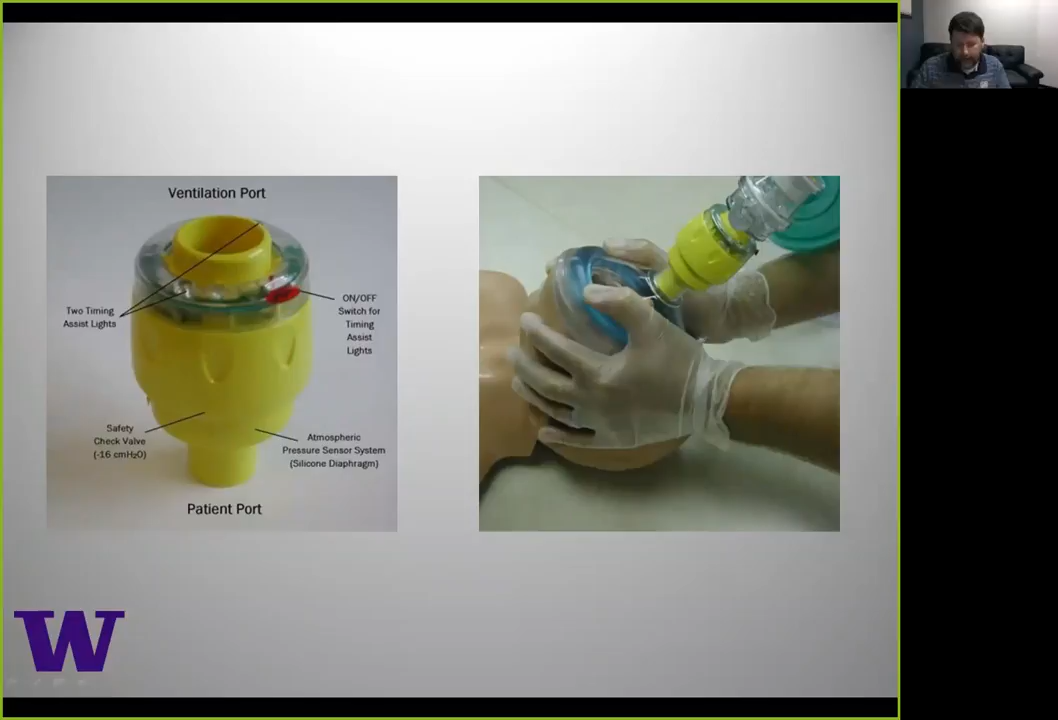 Ventilation Port
Two Timing
Assist Lights
ON/OFF
Switch for
Timing
Assist
Lights
Safety
Check Valve
(-16 cmH₂O)
Atmospheric
Pressure Sensor System
(Silicone Diaphragm)
Patient Port
W